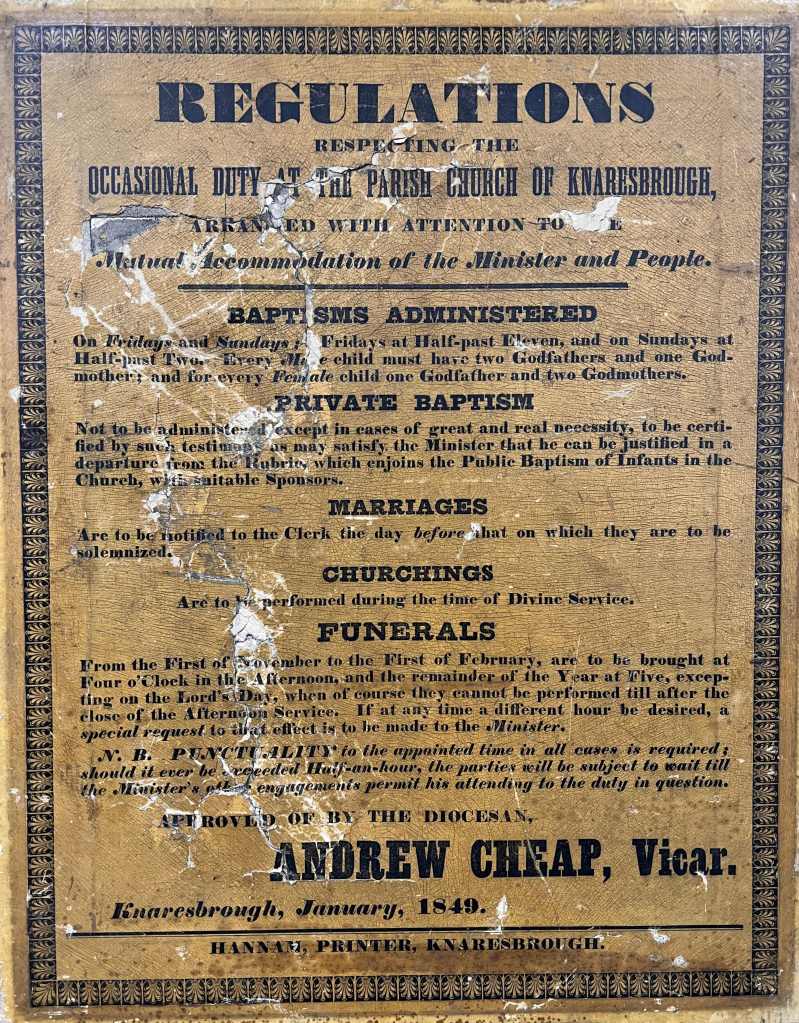 REGULATIONS
RESPECTING THE
OCCASIONAL DUTY AT THE PARISH CHURCH OF KNARESBROUGH,
ARRANGED WITH ATTENTION TO THE
Mutual Accommodation of the Minister and People.
BAPTISMS ADMINISTERED
On Fridays and Sundays; Fridays at Half-past Eleven, and on Sundays at
Half-past Two. Every Male child must have two Godfathers and one God-
mother; and for every Female child one Godfather and two Godmothers.
PRIVATE BAPTISM
Not to be administered except in cases of great and real necessity, to be certi-
fied by such testimony as may satisfy the Minister that he can be justified in a
departure from the Rubric, which enjoins the Public Baptism of Infants in the
Church, with suitable Sponsors.
MARRIAGES
Are to be notified to the Clerk the day before that on which they are to be
solemnized.
CHURCHINGS
Are to be performed during the time of Divine Service.
FUNERALS
From the First of November to the First of February, are to be brought at
Four o'Clock in the Afternoon, and the remainder of the Year at Five, excep-
ting on the Lord's Day, when of course they cannot be performed till after the
close of the Afternoon Service. If at any time a different hour be desired, a
special request to that effect is to be made to the Minister.
N. B. PUNCTUALITY to the appointed time in all cases is required;
should it ever be exceeded Half-an-hour, the parties will be subject to wait till
the Minister's other engagements permit his attending to the duty in question.
APPROVED OF BY THE DIOCESAN,
ANDREW CHEAP, Vicar.
Knaresbrough, January, 1849.
HANNAM, PRINTER, KNARESBROUGH.